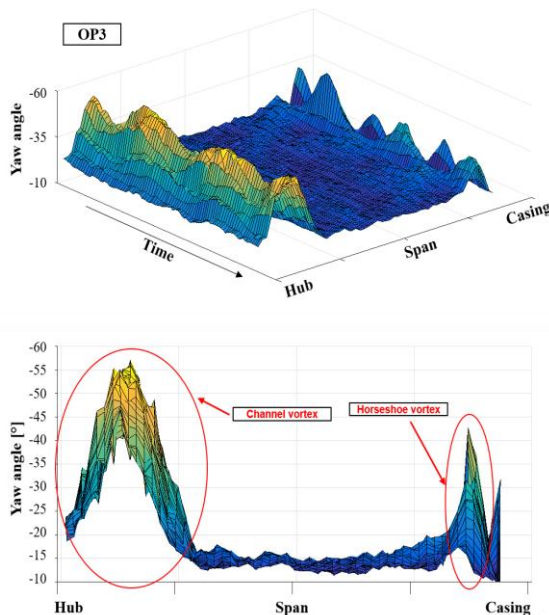 OP3
-60
-35
-10
Yaw angle
Time
Hub
Span
Casing
-60
-55
-50
-45
-40
-35
-30
-25
-20
-15
-10
Yaw angle [°]
Channel vortex
Horseshoe vortex
Hub
Span
Casing